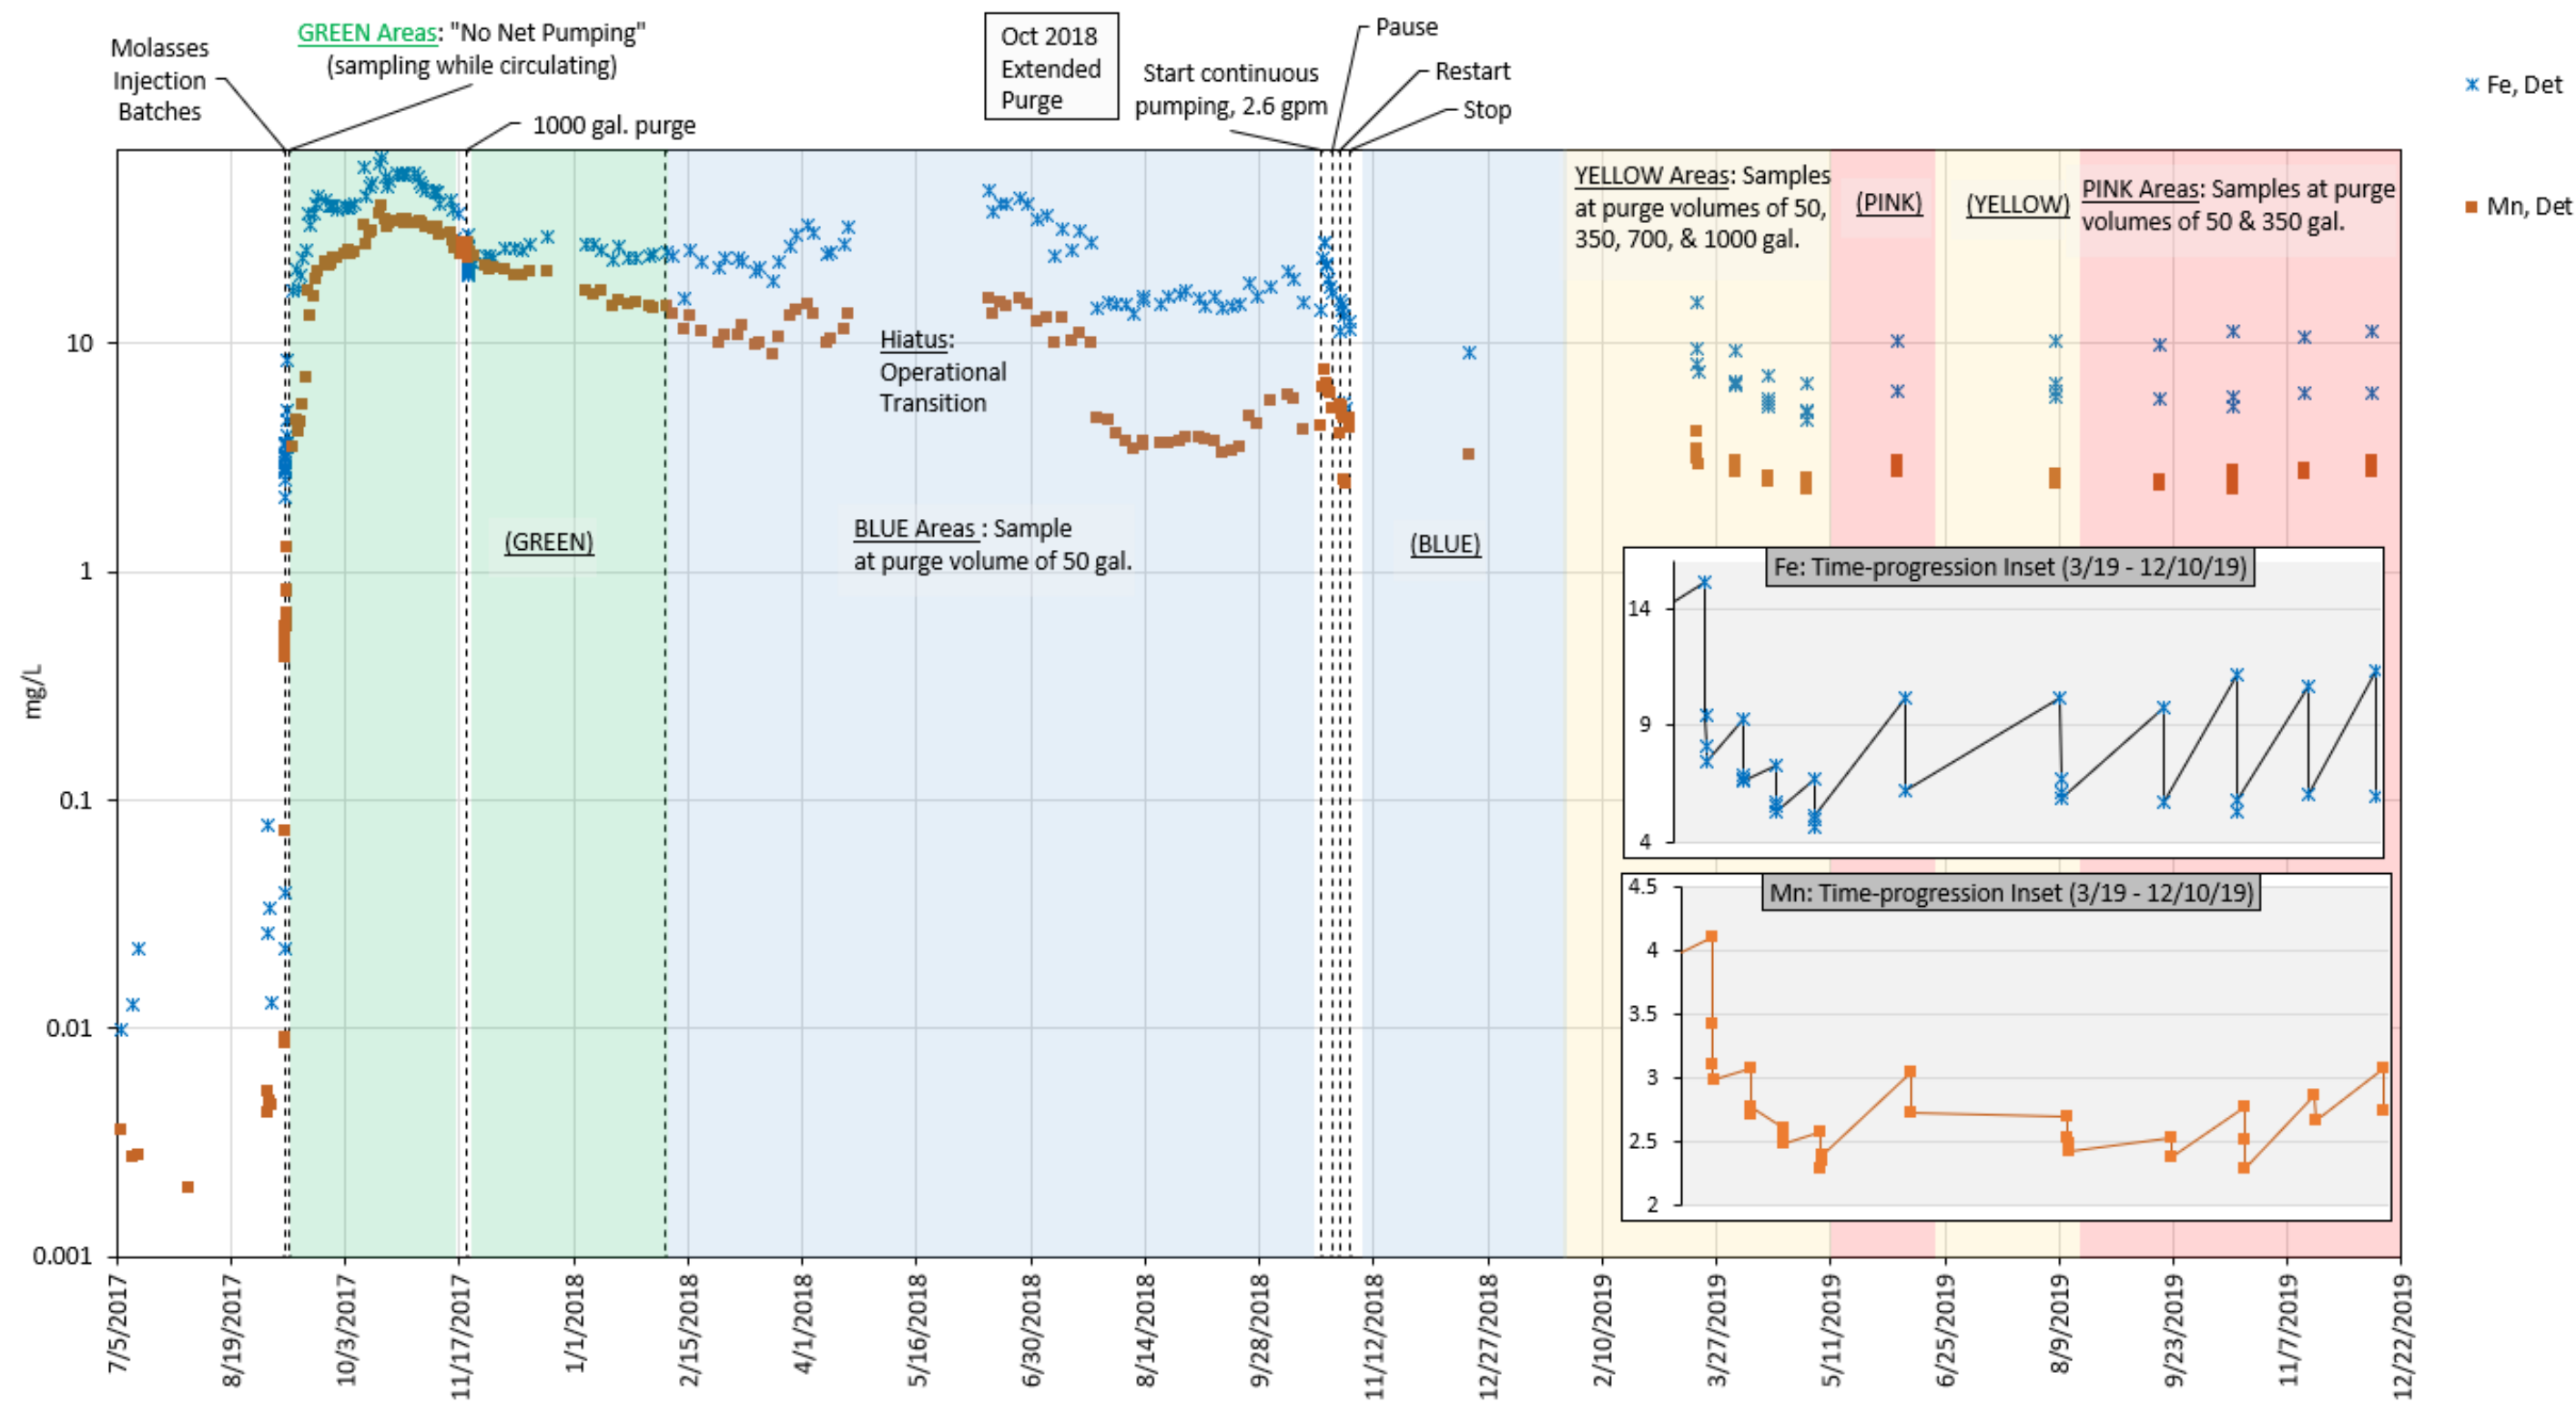 Molasses
Injection
Batches
GREEN Areas: "No Net Pumping"
(sampling while circulating)
1000 gal. purge
Oct 2018
Extended
Purge
Start continuous
pumping, 2.6 gpm
Pause
Restart
Stop
Fe, Det
Mn, Det
YELLOW Areas: Samples
at purge volumes of 50,
350, 700, & 1000 gal.
(PINK)
(YELLOW)
PINK Areas: Samples at purge
volumes of 50 & 350 gal.
Hiatus:
Operational
Transition
(GREEN)
BLUE Areas : Sample
at purge volume of 50 gal.
(BLUE)
mg/L
10
1
0.1
0.01
0.001
Fe: Time-progression Inset (3/19 - 12/10/19)
14
9
4
Mn: Time-progression Inset (3/19 - 12/10/19)
4.5
4
3.5
3
2.5
2
7/5/2017
8/19/2017
10/3/2017
11/17/2017
1/1/2018
2/15/2018
4/1/2018
5/16/2018
6/30/2018
8/14/2018
9/28/2018
11/12/2018
12/27/2018
2/10/2019
3/27/2019
5/11/2019
6/25/2019
8/9/2019
9/23/2019
11/7/2019
12/22/2019